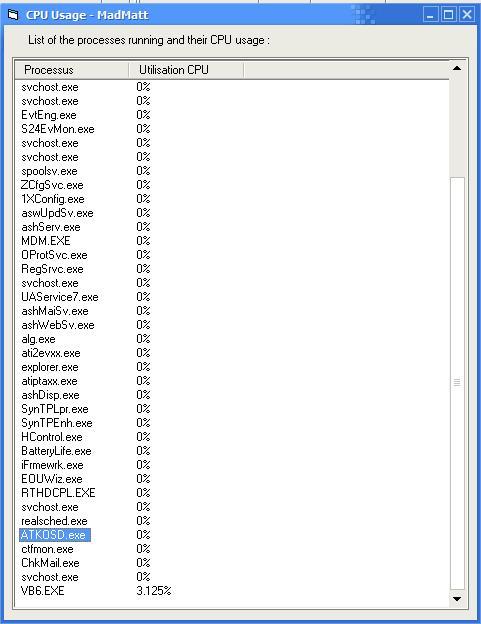 CPU Usage - MadMatt
List of the processes running and their CPU usage :
Processus Utilisation CPU
svchost.exe 0%
svchost.exe 0%
EvtEng.exe 0%
S24EvMon.exe 0%
svchost.exe 0%
svchost.exe 0%
spoolsv.exe 0%
ZCfgSvc.exe 0%
1XConfig.exe 0%
aswUpdSv.exe 0%
ashServ.exe 0%
MDM.EXE 0%
OProtSvc.exe 0%
RegSrvc.exe 0%
svchost.exe 0%
UAService7.exe 0%
ashMaiSv.exe 0%
ashWebSv.exe 0%
alg.exe 0%
ati2evxx.exe 0%
explorer.exe 0%
atiptaxx.exe 0%
ashDisp.exe 0%
SynTPLpr.exe 0%
SynTPEnh.exe 0%
HControl.exe 0%
BatteryLife.exe 0%
iFrmewrk.exe 0%
EOUWiz.exe 0%
RTHDCPL.EXE 0%
svchost.exe 0%
realsched.exe 0%
ATKOSD.exe 0%
ctfmon.exe 0%
ChkMail.exe 0%
svchost.exe 0%
VB6.EXE 3.125%